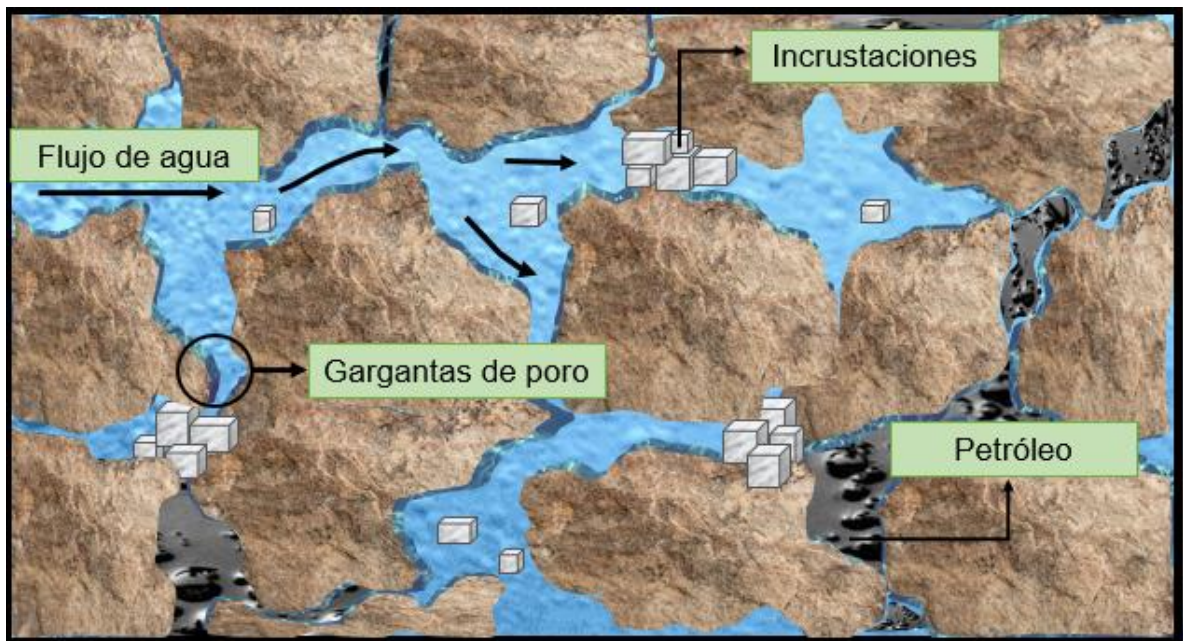 Incrustaciones
Flujo de agua
Gargantas de poro
Petróleo